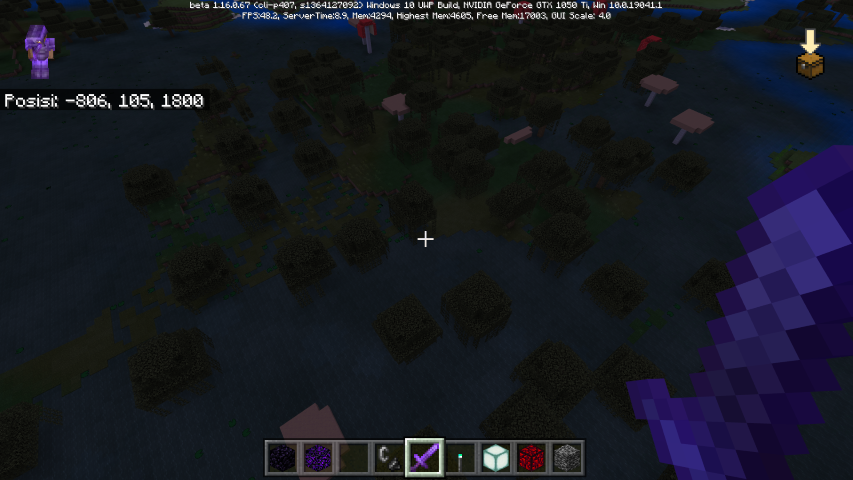 beta 1.16.0.67 (cli-p407, s1364127092) Windows 10 UWP Build, NVIDIA GeForce GTX 1050 Ti, Win 10.0.19041.1
FPS:48.2, ServerTime:8.9, Highest Mem:4294, Highest Mem:4605, Free Mem:17003, GUI Scale: 4.0
Posisi: -806, 105, 1800